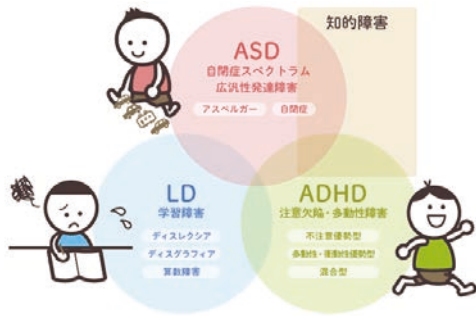 知的障害
ASD
自閉症スペクトラム
広汎性発達障害
アスペルガー
自閉症
LD
学習障害
ディスレクシア
ディスグラフィア
算数障害
ADHD
注意欠陥・多動性障害
不注意優勢型
多動性・衝動性優勢型
混合型